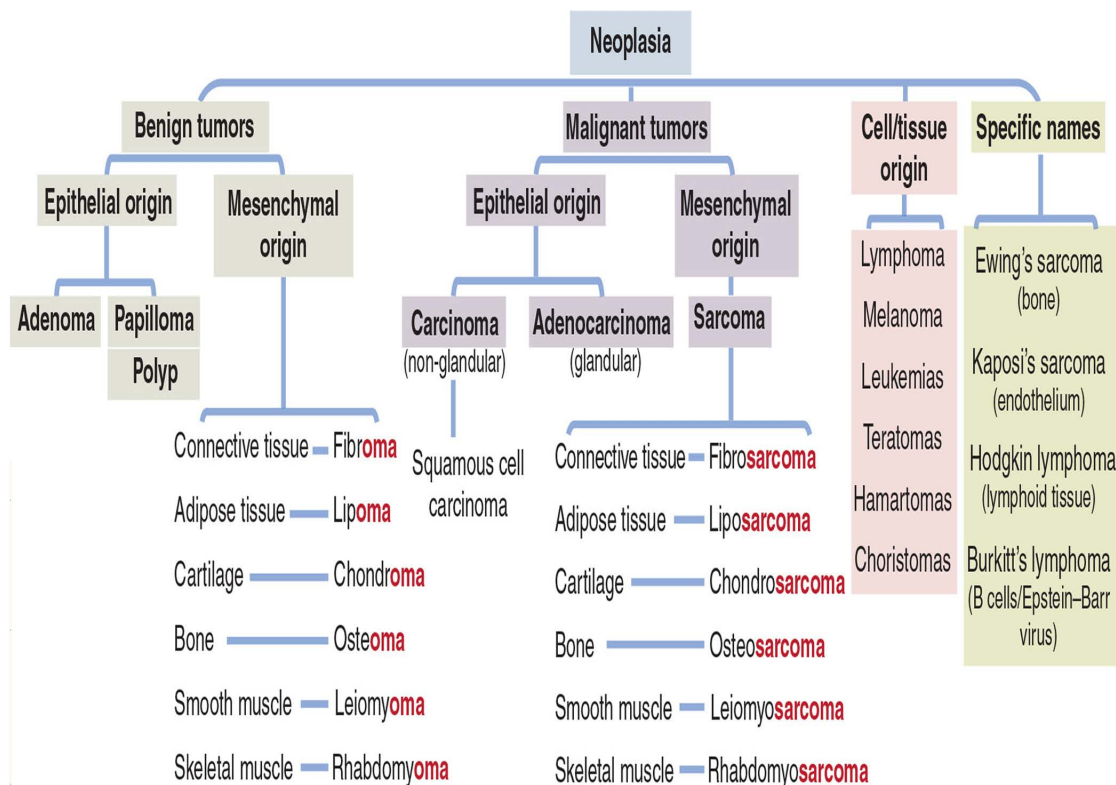 Neoplasia
Benign tumors
Malignant tumors
Cell/tissue
origin
Specific names
Epithelial origin
Mesenchymal
origin
Epithelial origin
Mesenchymal
origin
Adenoma
Papilloma
Polyp
Carcinoma
(non-glandular)
Adenocarcinoma
(glandular)
Sarcoma
Squamous cell
carcinoma
Connective tissue Fibroma
Adipose tissue Lipoma
Cartilage Chondroma
Bone Osteoma
Smooth muscle Leiomyoma
Skeletal muscle Rhabdomyoma
Connective tissue Fibrosarcoma
Adipose tissue Liposarcoma
Cartilage Chondrosarcoma
Bone Osteosarcoma
Smooth muscle Leiomyosarcoma
Skeletal muscle Rhabdomyosarcoma
Lymphoma
Melanoma
Leukemias
Teratomas
Hamartomas
Choristomas
Ewing’s sarcoma
(bone)
Kaposi’s sarcoma
(endothelium)
Hodgkin lymphoma
(lymphoid tissue)
Burkitt’s lymphoma
(B cells/Epstein–Barr
virus)